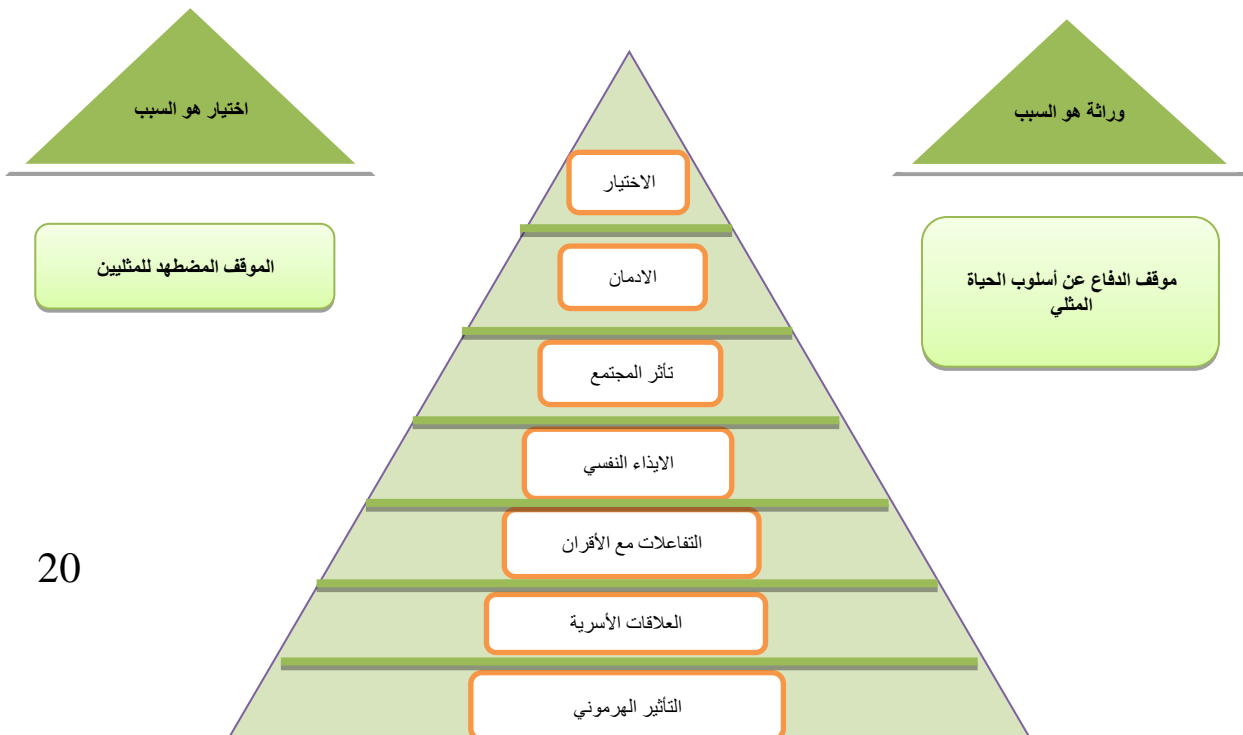 وراثة هو السبب
اختيار هو السبب
موقف الدفاع عن أسلوب الحياة
المثلي
الموقف المضطهد للمثليين
الاختيار
الادمان
تأثر المجتمع
الايذاء النفسي
التفاعلات مع الأقران
العلاقات الأسرية
التأثير الهرموني
20